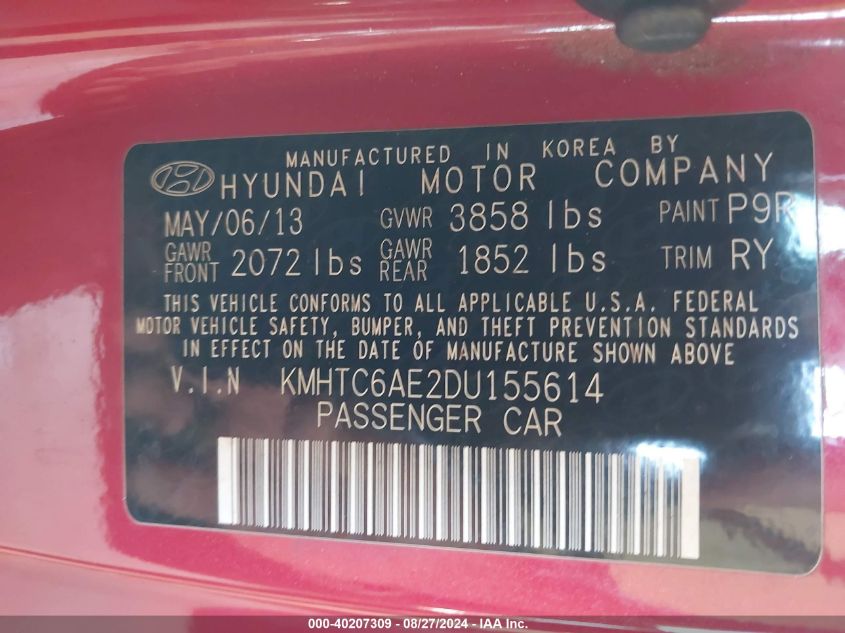 MANUFACTURED IN KOREA BY
HYUNDAI MOTOR COMPANY
MAY/06/13 GVWR 3858 lbs PAINT P9R
GAWR FRONT 2072 lbs GAWR REAR 1852 lbs TRIM RY
THIS VEHICLE CONFORMS TO ALL APPLICABLE U.S.A. FEDERAL
MOTOR VEHICLE SAFETY, BUMPER, AND THEFT PREVENTION STANDARDS
IN EFFECT ON THE DATE OF MANUFACTURE SHOWN ABOVE
V.I.N KMHTC6AE2DU155614
PASSENGER CAR
000-40207309 - 08/27/2024 - IAA Inc.